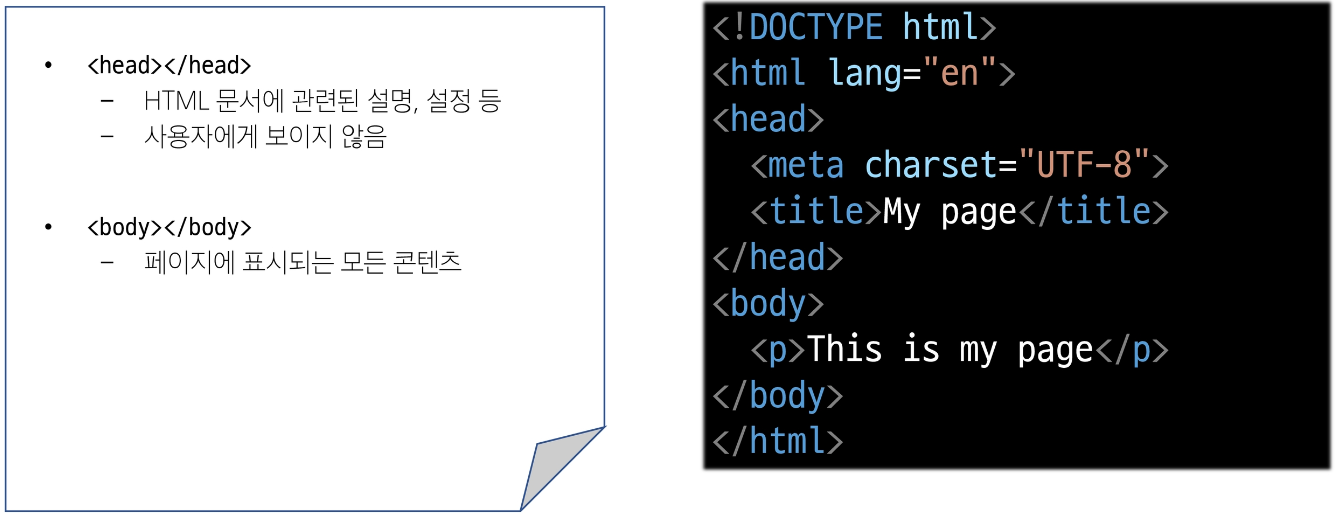 • <head></head>
– HTML 문서에 관련된 설명, 설정 등
– 사용자에게 보이지 않음
• <body></body>
– 페이지에 표시되는 모든 콘텐츠
<!DOCTYPE html>
<html lang="en">
<head>
  <meta charset="UTF-8">
  <title>My page</title>
</head>
<body>
  <p>This is my page</p>
</body>
</html>